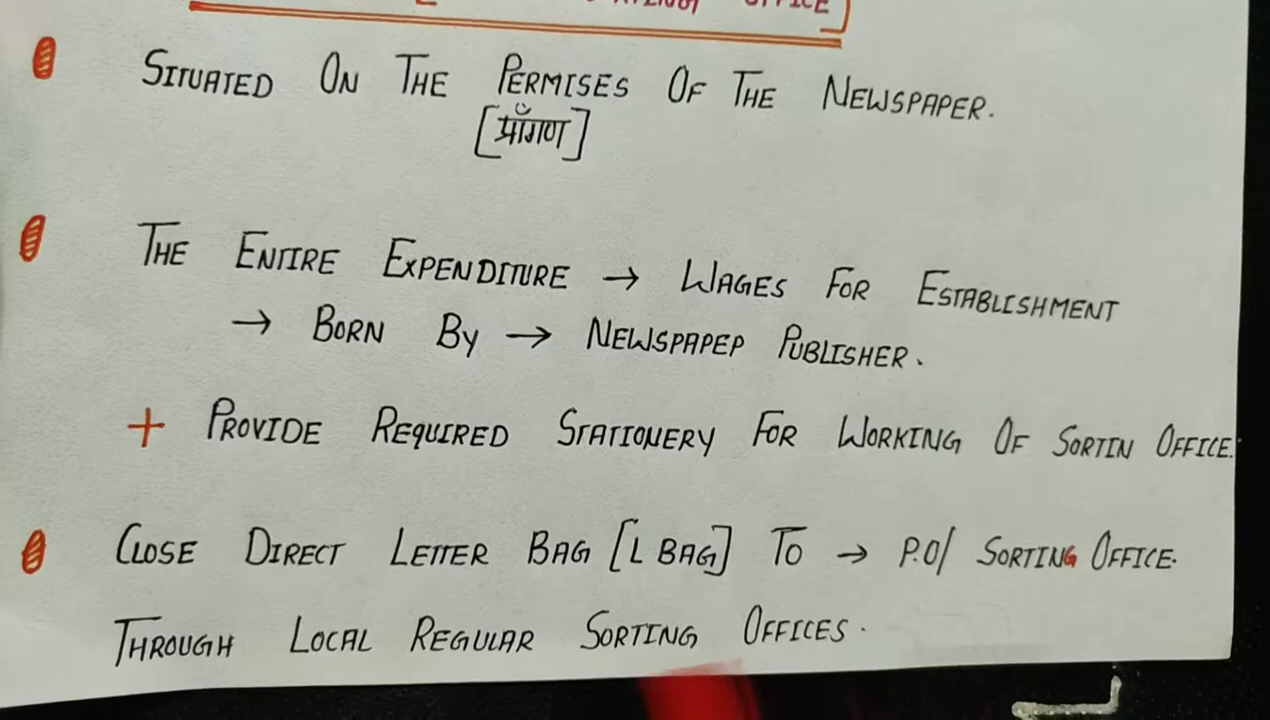 OFFICE]
SITUATED ON THE PERMISES OF THE NEWSPAPER.
[प्राँगण]
THE ENTIRE EXPENDITURE → WAGES FOR ESTABLISHMENT
→ BORN BY → NEWSPAPEP PUBLISHER.
+ PROVIDE REQUIRED STATIONERY FOR WORKING OF SORTIN OFFICE.
CLOSE DIRECT LETTER BAG [L BAG] TO → P.O/ SORTING OFFICE.
THROUGH LOCAL REGULAR SORTING OFFICES.